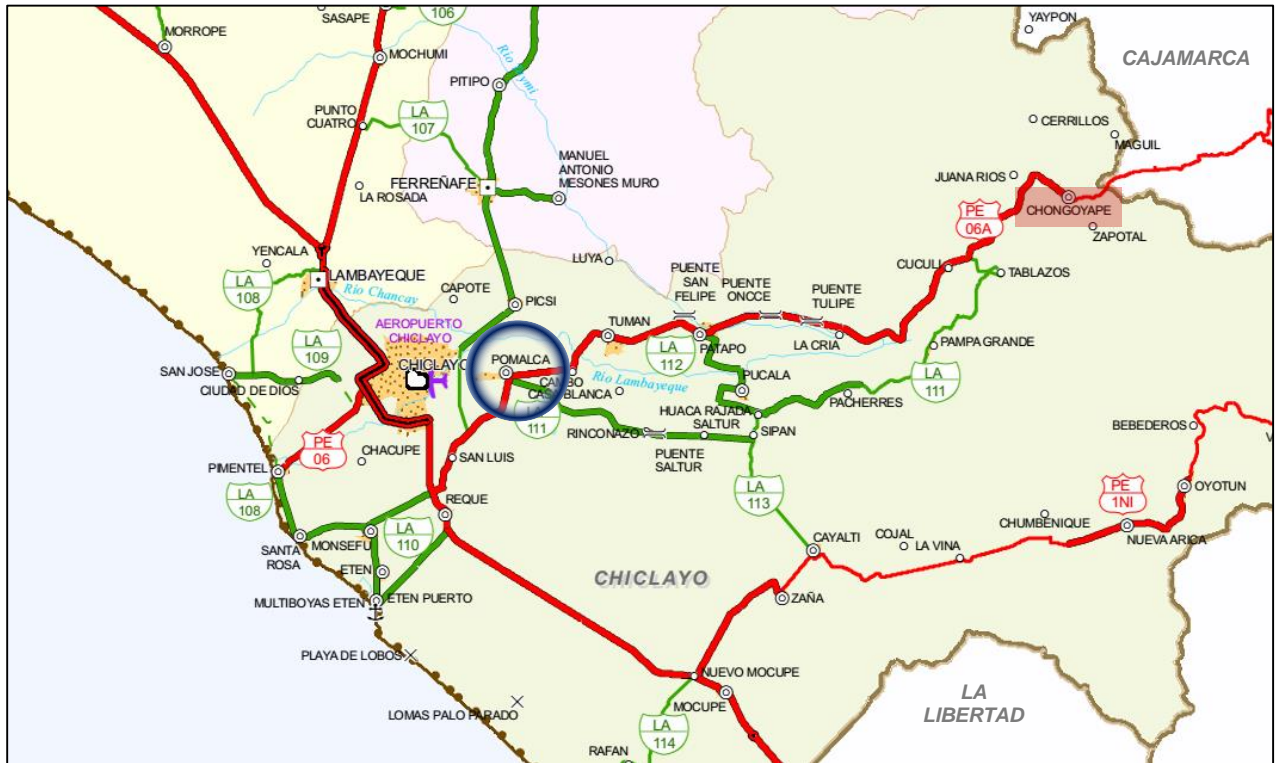 SASAPE
106
YAYPON
MORROPE
MOCHUMI
CAJAMARCA
Río
PITIPO
PUNTO
CUATRO
LA
107
CERRILLOS
MAGUIL
MANUEL
ANTONIO
MESONES MURO
JUANA RIOS
FERREÑAFE
LA ROSADA
CHONGOYAPE
PE
06A
ZAPOTAL
YENCALA
LUYA
CUCULI
TABLAZOS
LAMBAYEQUE
PUENTE
SAN
FELIPE
PUENTE
ONCCE
PUENTE
TULIPE
LA
108
Río Chancay
CAPOTE
PICSI
AEROPUERTO
CHICLAYO
TUMAN
LA CRIA
LA
109
LA
112
PATAPO
PAMPA GRANDE
SAN JOSE
CHICLAYO
POMALCA
Río Lambayeque
PUCALA
LA
111
CIUDAD DE DIOS
CAMBO
CASA BLANCA
PACHERRES
LA
111
HUACA RAJADA
SALTUR
RINCONAZO
SIPAN
BEBEDEROS
PE
06
CHACUPE
SAN LUIS
PUENTE
SALTUR
PIMENTEL
LA
108
REQUE
LA
113
PE
1NI
OYOTUN
SANTA
ROSA
MONSEFU
LA
110
CHUMBENIQUE
NUEVA ARICA
CAYALTI
COJAL
LA VINA
ETEN
CHICLAYO
MULTIBOYAS ETEN
ETEN PUERTO
ZAÑA
PLAYA DE LOBOS
NUEVO MOCUPE
MOCUPE
LOMAS PALO PARADO
LA
LIBERTAD
LA
114
RAFAN